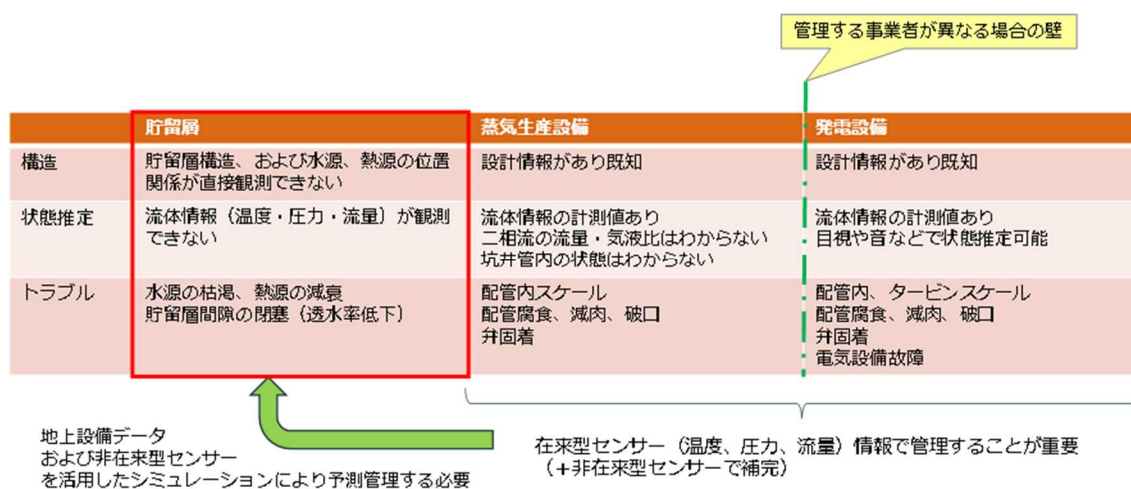 管理する事業者が異なる場合の壁
貯留層
蒸気生産設備
発電設備
構造
貯留層構造、および水源、熱源の位置
関係が直接観測できない
設計情報があり既知
設計情報があり既知
状態推定
流体情報（温度・圧力・流量）が観測
できない
流体情報の計測値あり
二相流の流量・気液比はわからない
坑井管内の状態はわからない
流体情報の計測値あり
目視や音などで状態推定可能
トラブル
水源の枯渇、熱源の減衰
貯留層間隙の閉塞（透水率低下）
配管内スケール
配管腐食、減肉、破口
弁固着
配管内、タービンスケール
配管腐食、減肉、破口
弁固着
電気設備故障
地上設備データ
および非在来型センサー
を活用したシミュレーションにより予測管理する必要
在来型センサー（温度、圧力、流量）情報で管理することが重要
（+非在来型センサーで補完）